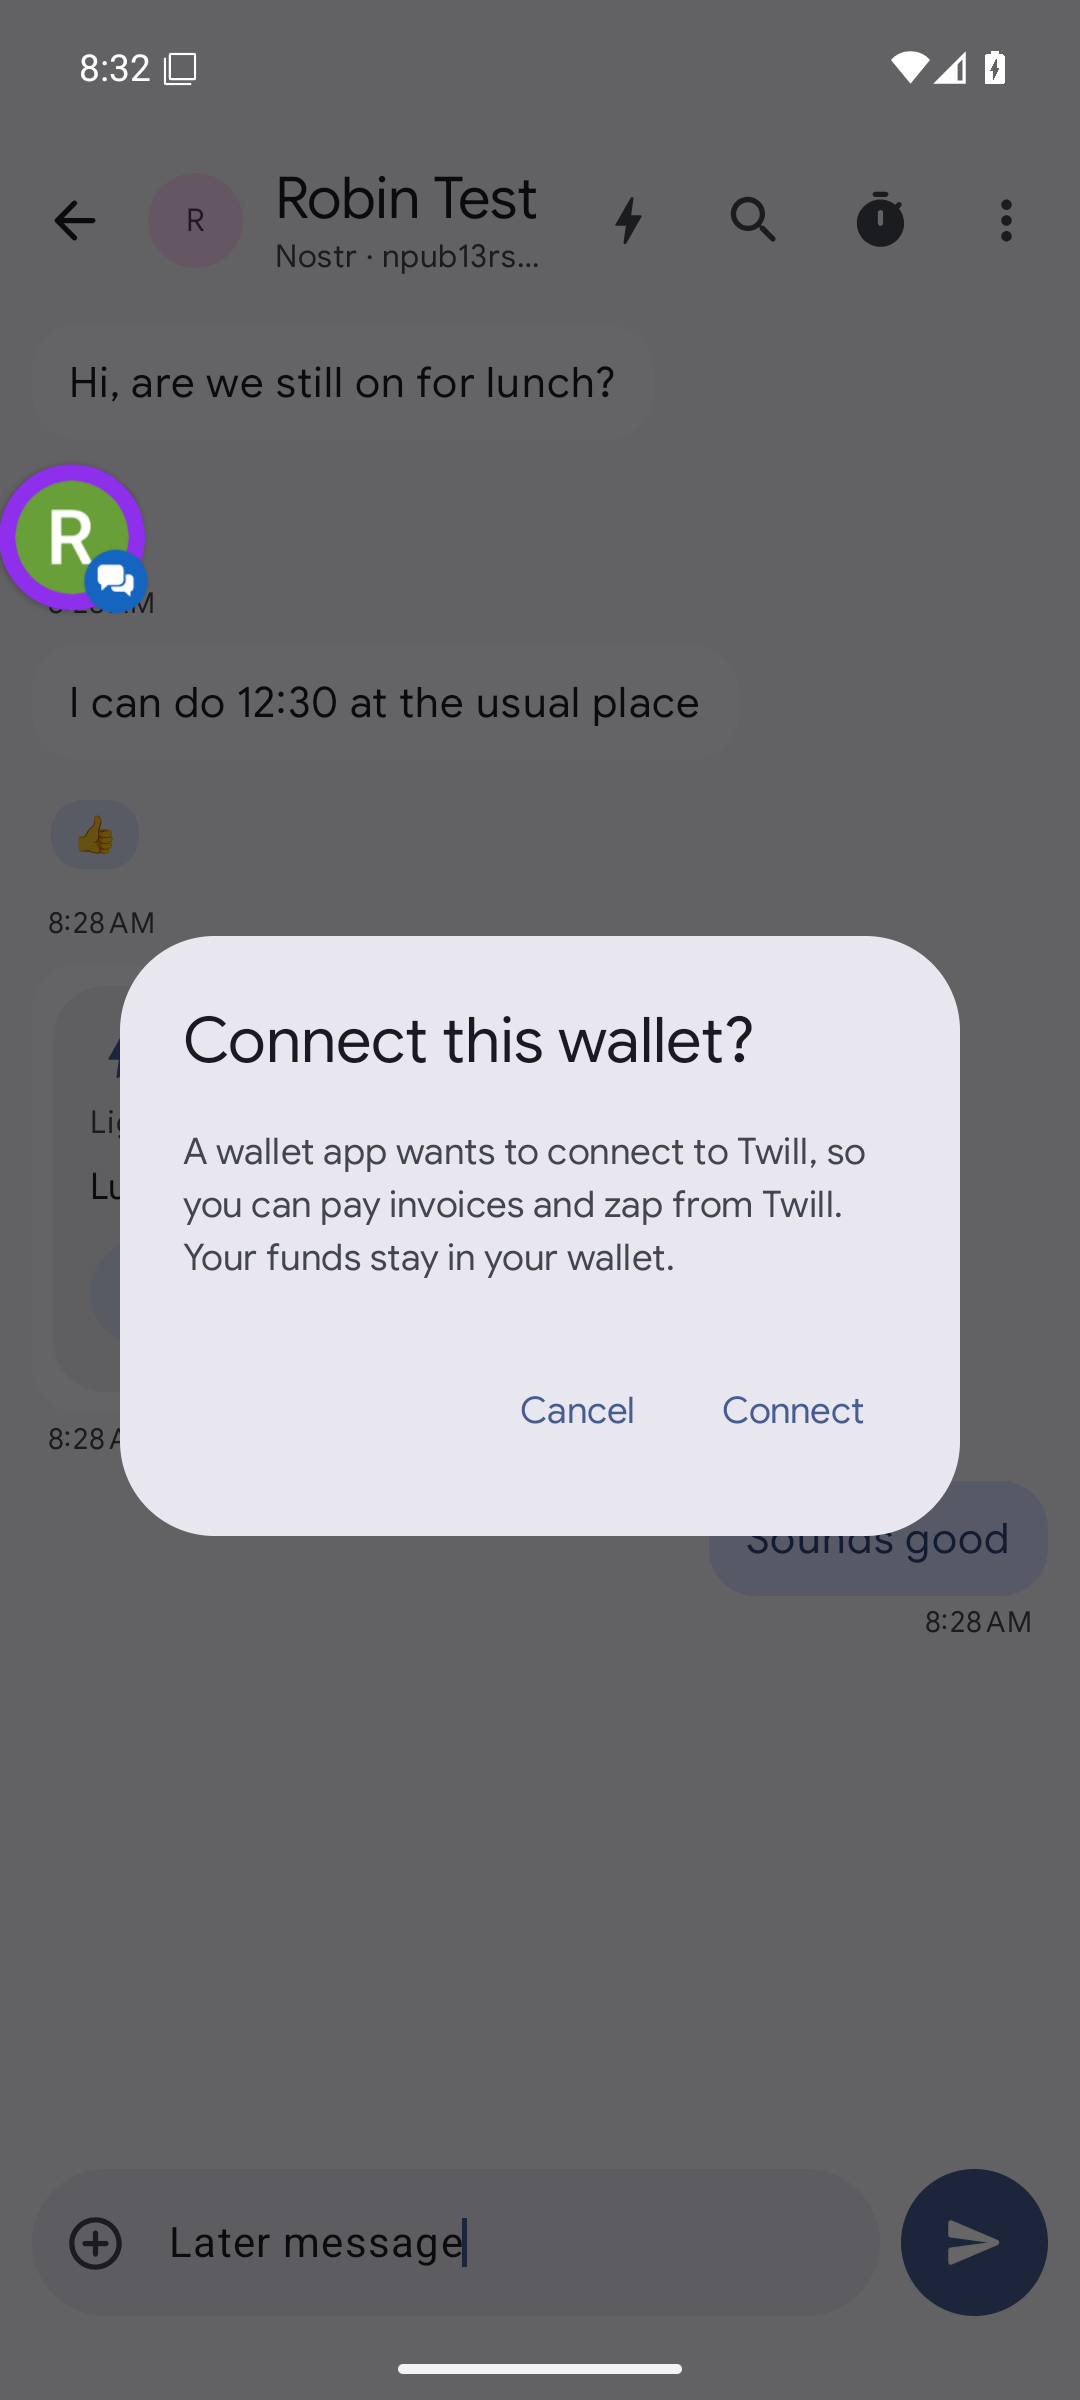 8:32
R
Robin Test
Nostr · npub13rs...
Hi, are we still on for lunch?
R
I can do 12:30 at the usual place
👍
8:28 AM
Connect this wallet?
A wallet app wants to connect to Twill, so
you can pay invoices and zap from Twill.
Your funds stay in your wallet.
Cancel
Connect
8:28
Sounds good
8:28 AM
Later message